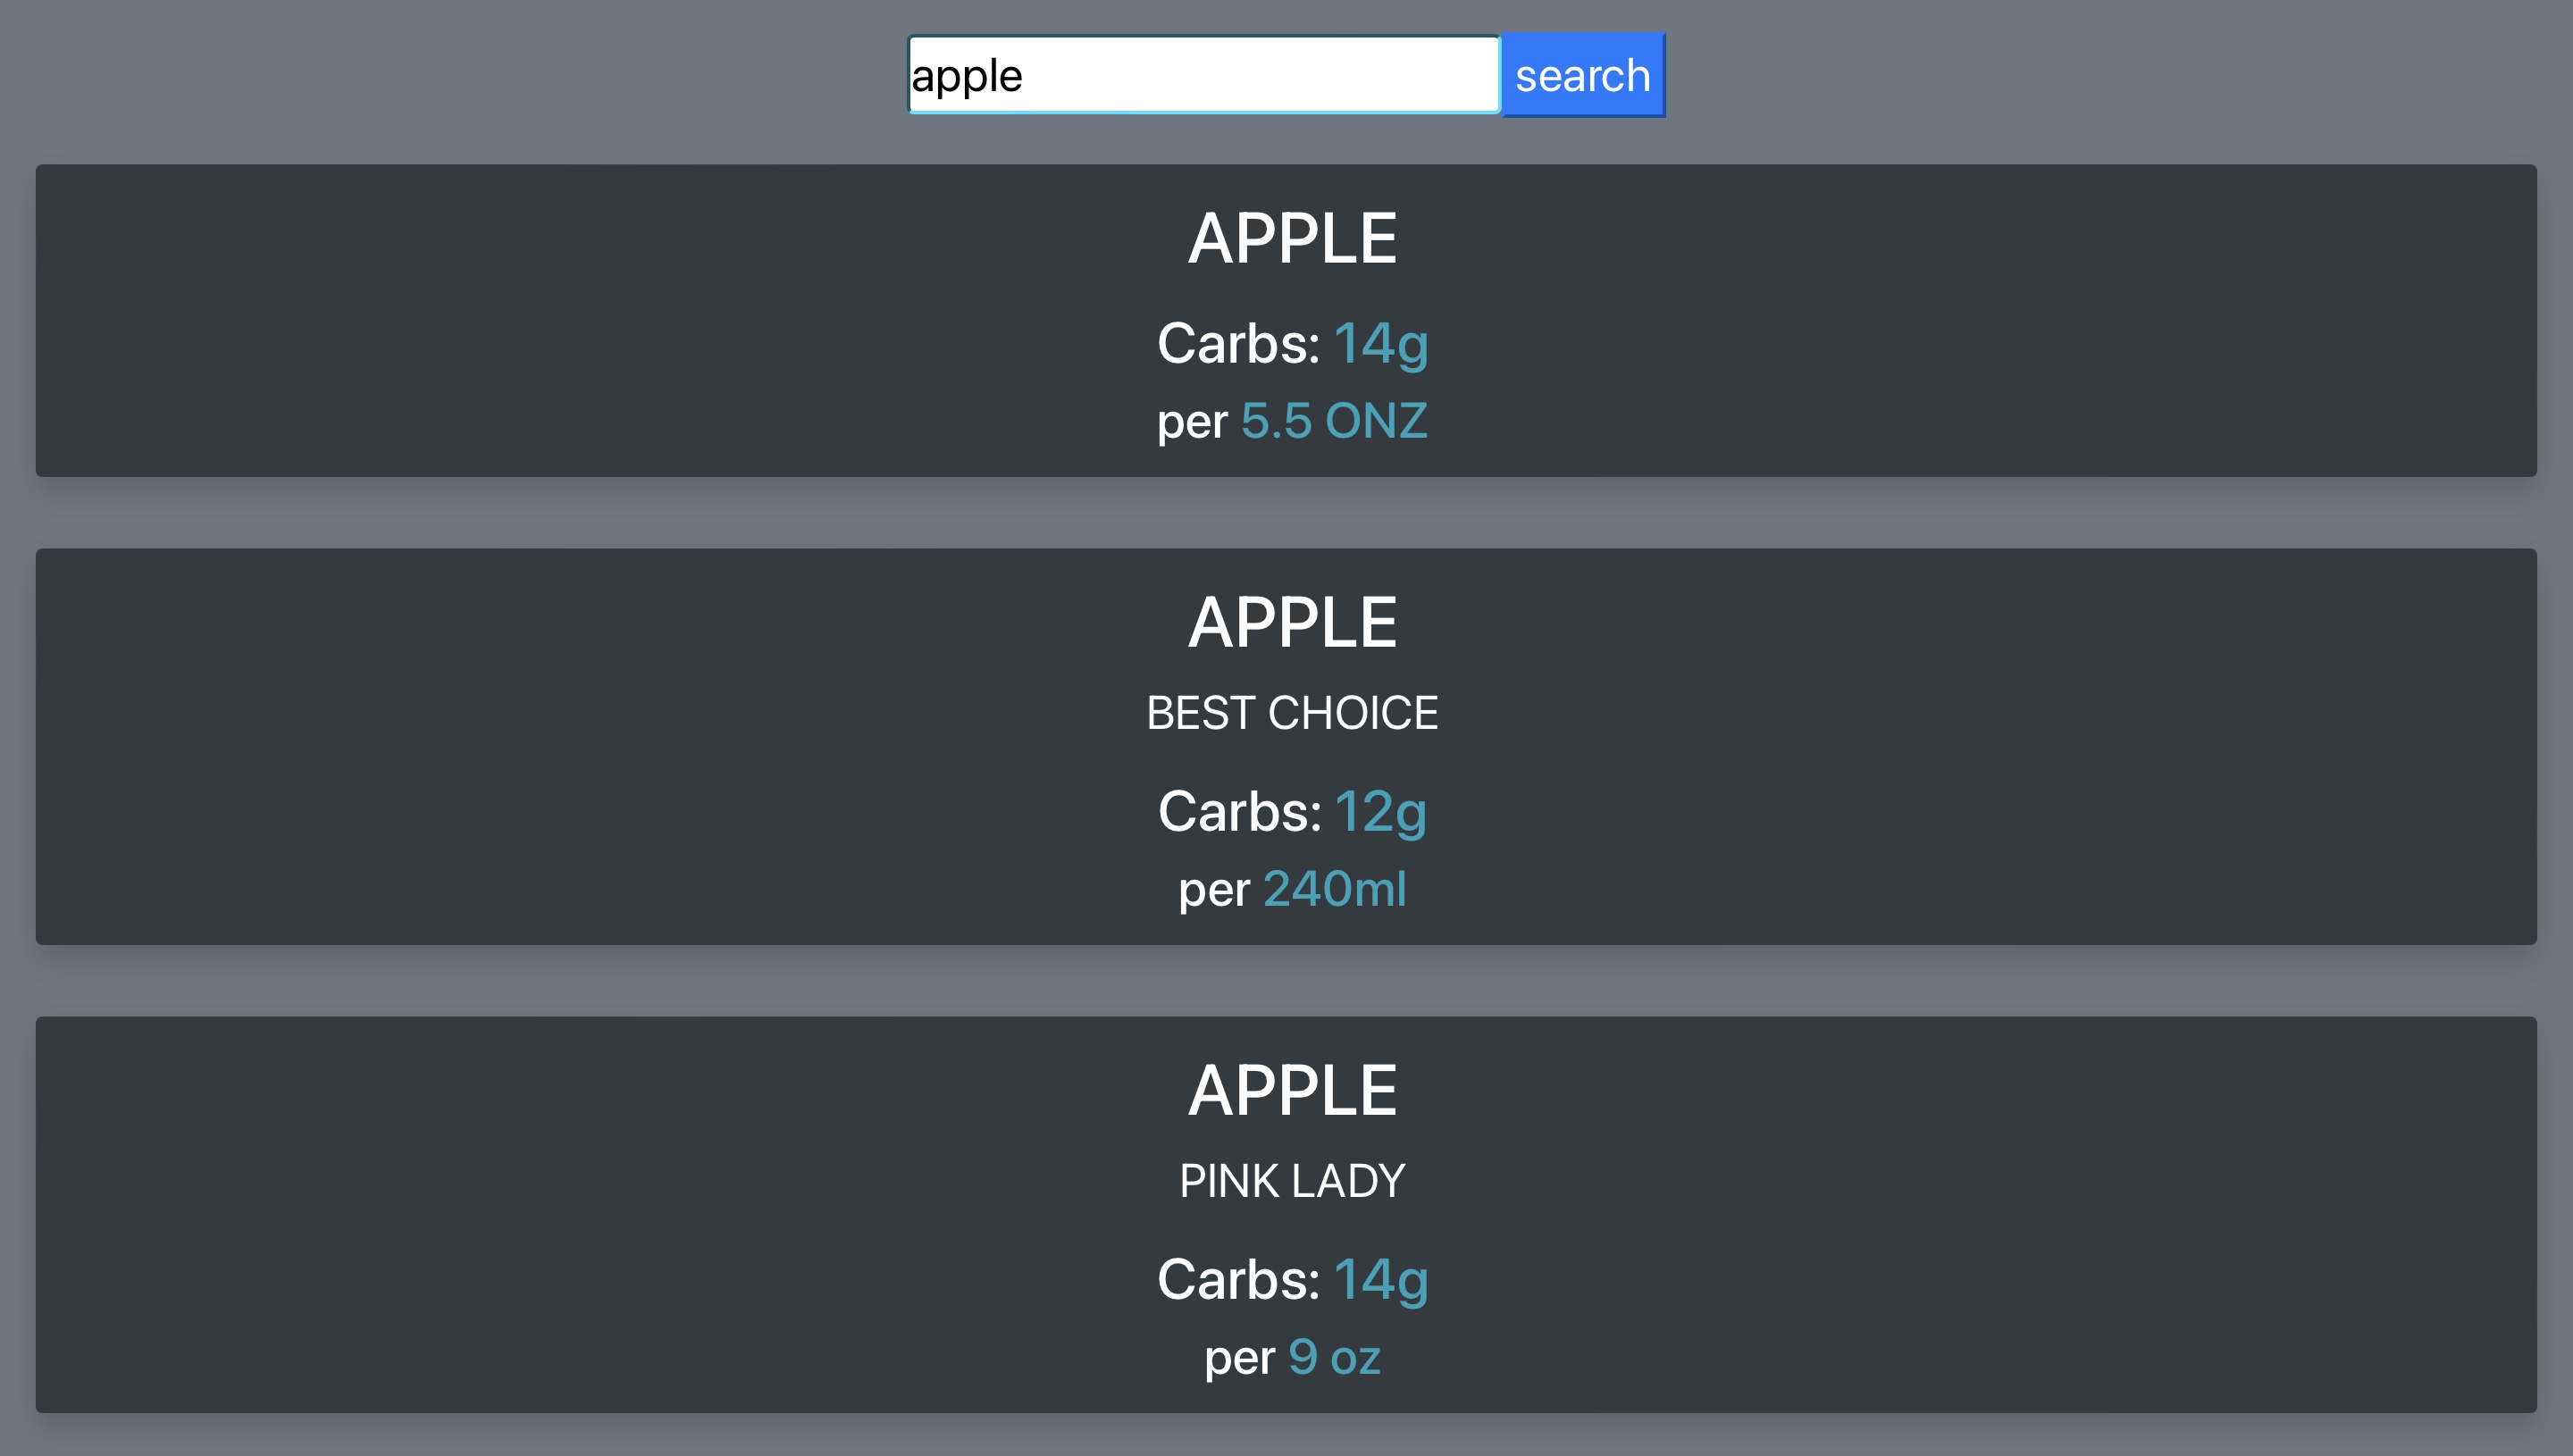 apple search
APPLE
Carbs: 14g
per 5.5 ONZ
APPLE
BEST CHOICE
Carbs: 12g
per 240ml
APPLE
PINK LADY
Carbs: 14g
per 9 oz